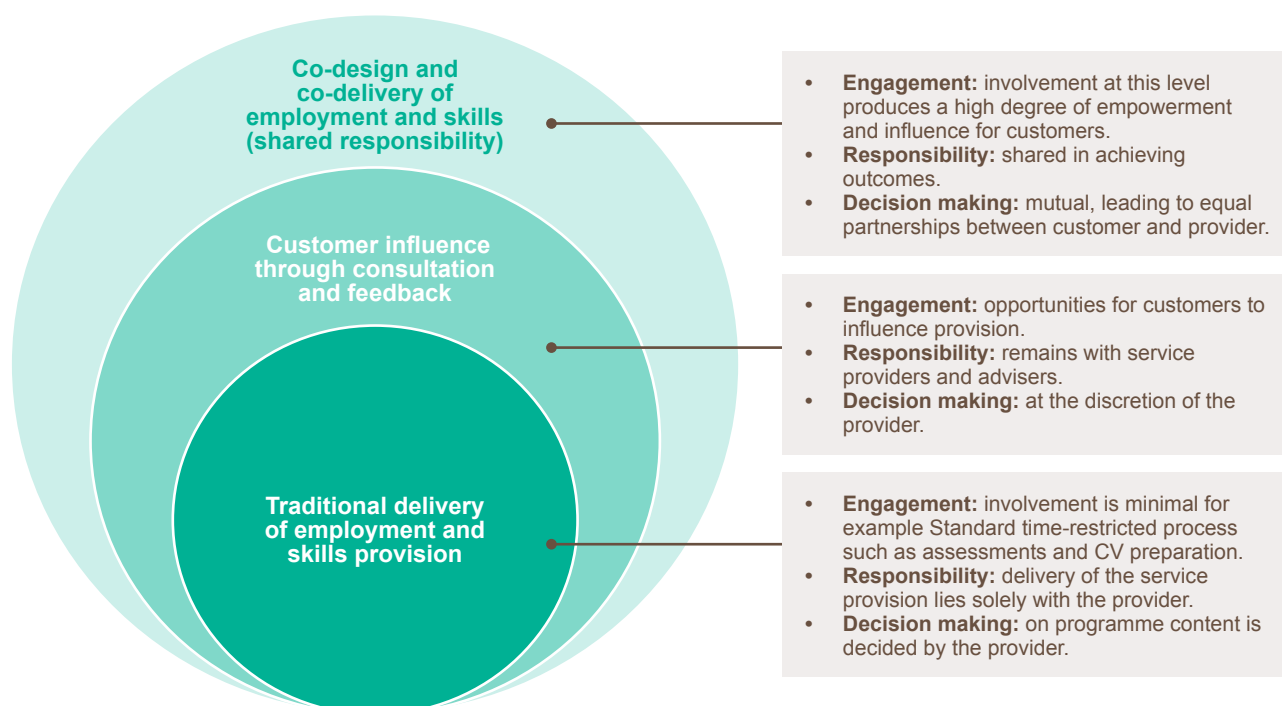 Co-design and
co-delivery of
employment and skills
(shared responsibility)
• Engagement: involvement at this level
produces a high degree of empowerment
and influence for customers.
• Responsibility: shared in achieving
outcomes.
• Decision making: mutual, leading to equal
partnerships between customer and provider.
Customer influence
through consultation
and feedback
• Engagement: opportunities for customers to
influence provision.
• Responsibility: remains with service
providers and advisers.
• Decision making: at the discretion of the
provider.
Traditional delivery
of employment and
skills provision
• Engagement: involvement is minimal for
example Standard time-restricted process
such as assessments and CV preparation.
• Responsibility: delivery of the service
provision lies solely with the provider.
• Decision making: on programme content is
decided by the provider.